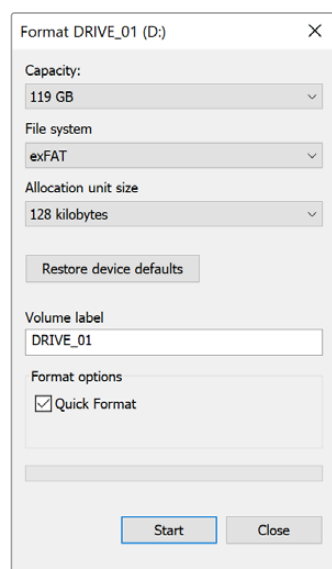 Format DRIVE_01 (D:)
Capacity:
119 GB
File system
exFAT
Allocation unit size
128 kilobytes
Restore device defaults
Volume label
DRIVE_01
Format options
Quick Format
Start Close